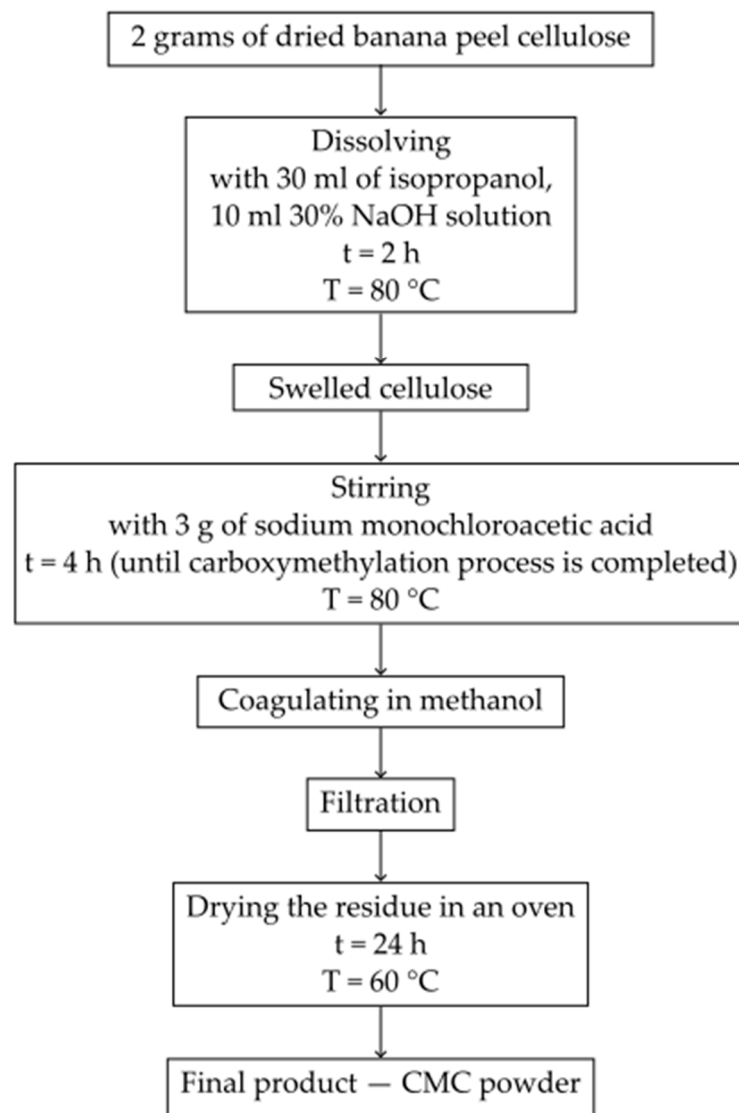 2 grams of dried banana peel cellulose
Dissolving
with 30 ml of isopropanol,
10 ml 30% NaOH solution
t = 2 h
T = 80 °C
Swelled cellulose
Stirring
with 3 g of sodium monochloroacetic acid
t = 4 h (until carboxymethylation process is completed)
T = 80 °C
Coagulating in methanol
Filtration
Drying the residue in an oven
t = 24 h
T = 60 °C
Final product — CMC powder